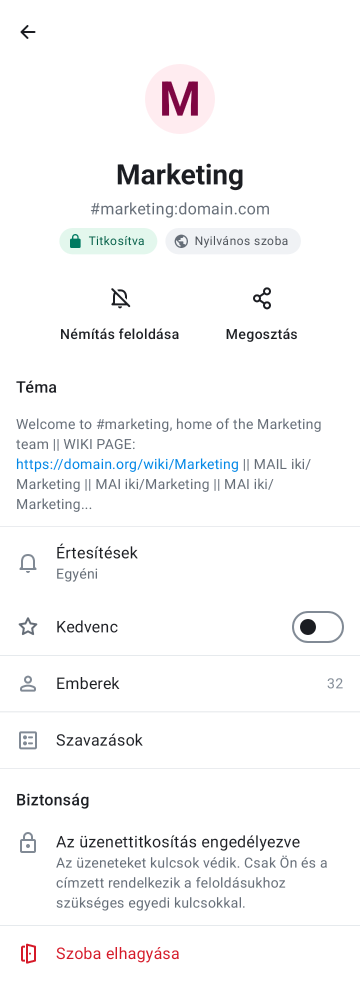 M
Marketing
#marketing:domain.com
Titkosítva
Nyilvános szoba
Némítás feloldása
Megosztás
Téma
Welcome to #marketing, home of the Marketing
team || WIKI PAGE:
https://domain.org/wiki/Marketing || MAIL iki/
Marketing || MAI iki/Marketing || MAI iki/
Marketing...
Értesítések
Egyéni
Kedvenc
Emberek
32
Szavazások
Biztonság
Az üzenettitkosítás engedélyezve
Az üzeneteket kulcsok védik. Csak Ön és a
címzett rendelkezik a feloldásukhoz
szükséges egyedi kulcsokkal.
Szoba elhagyása